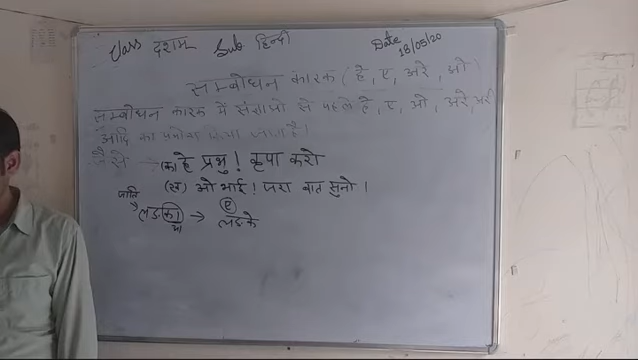 Class दशम Sub हिन्दी Date 18/05/20
सम्बोधन कारक (हे, ए, अरे, ओ)
सम्बोधन कारक में संज्ञाओ से पहले हे, ए, ओ, अरे, अरी
आदि का प्रयोग किया जाता है।
जैसे → (क) हे प्रभु! कृपा करो
(ख) ओ भाई! जरा बात सुनो।
जाति
लड़का → लड़के
आ ए